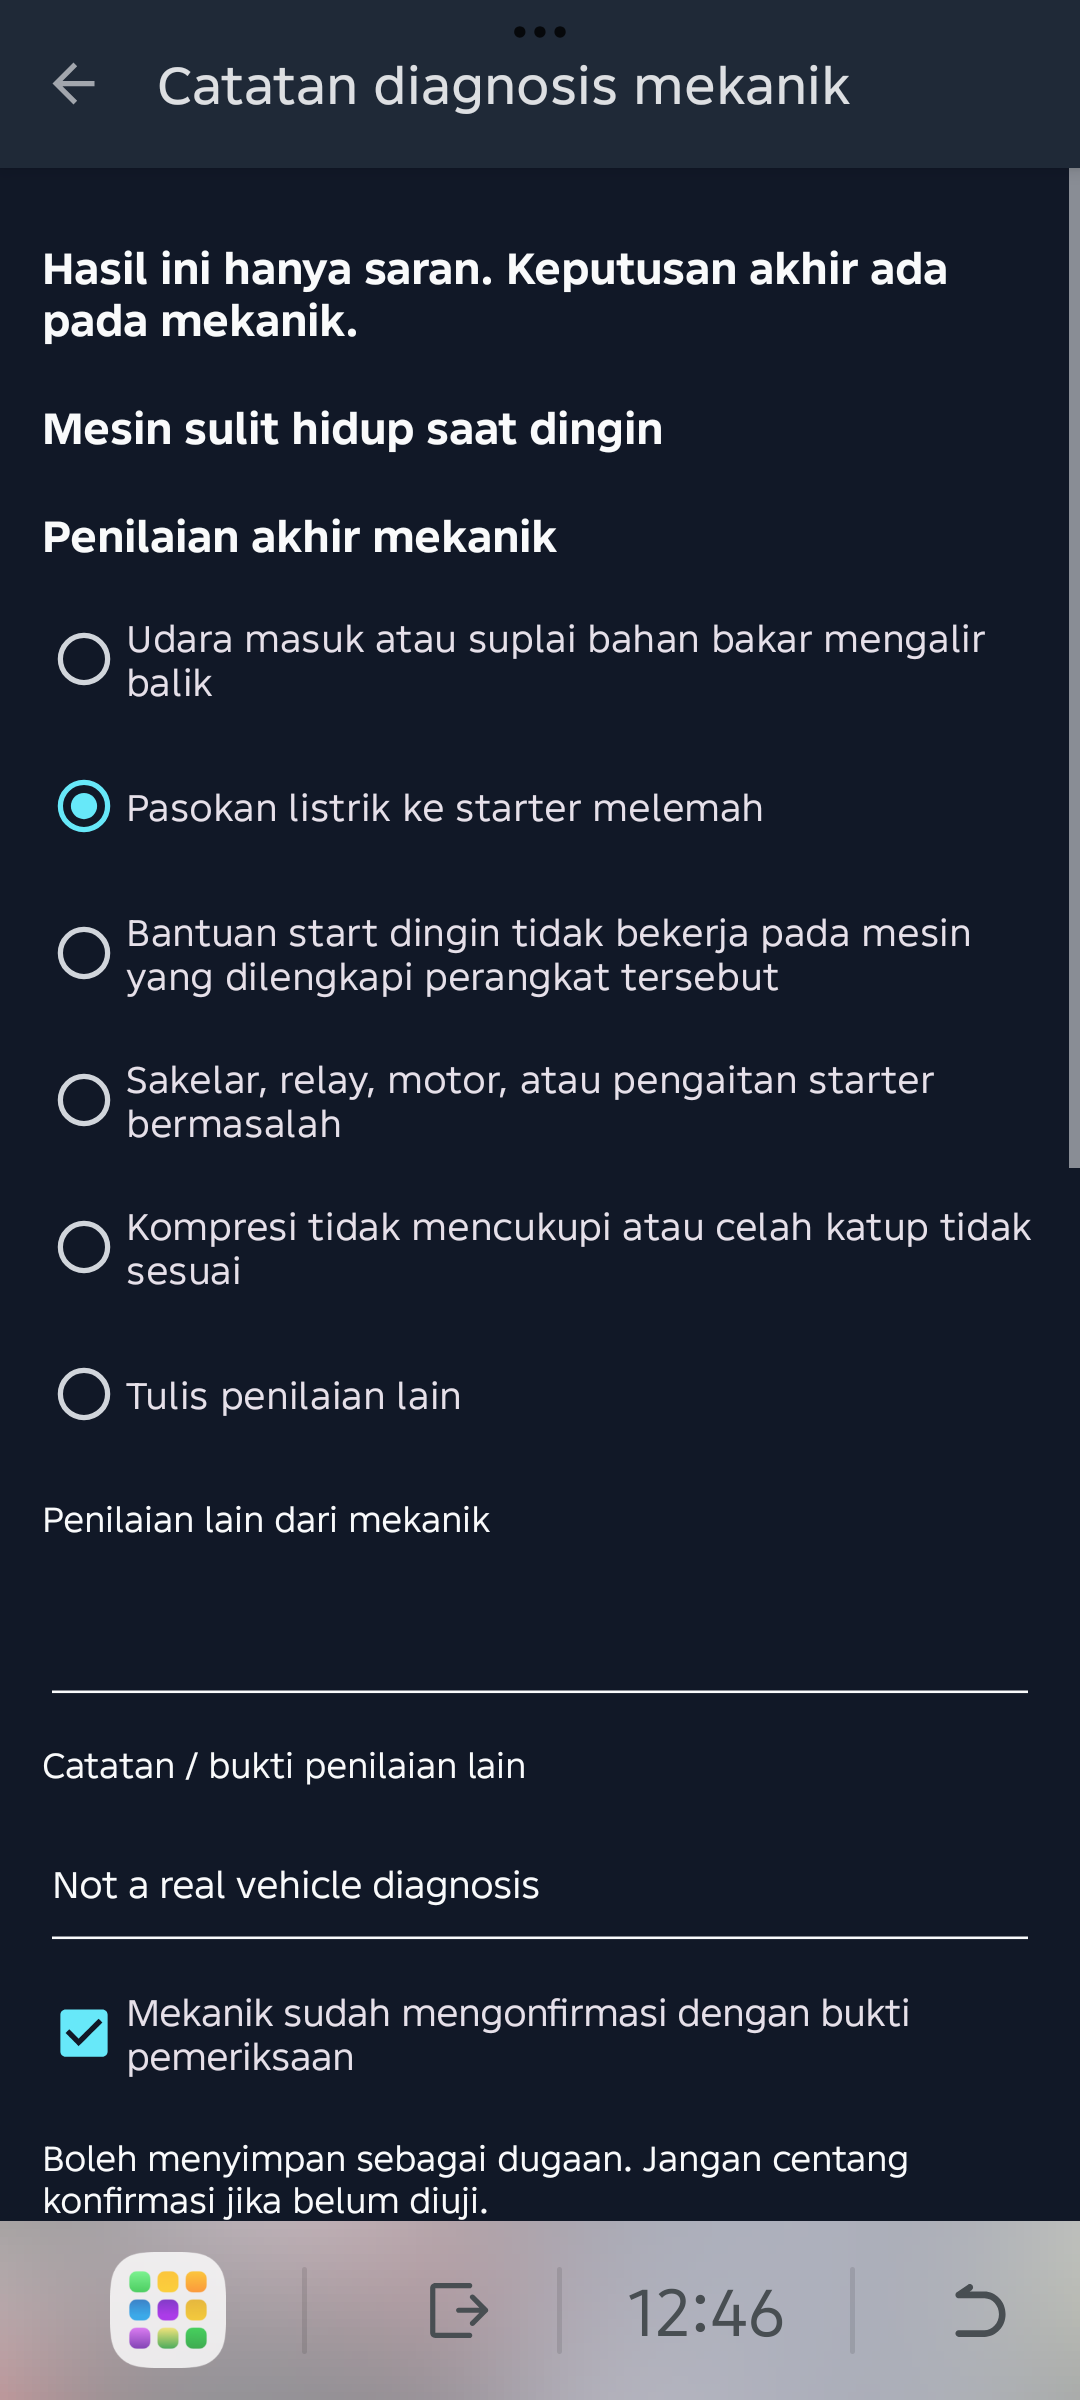 Catatan diagnosis mekanik
Hasil ini hanya saran. Keputusan akhir ada
pada mekanik.
Mesin sulit hidup saat dingin
Penilaian akhir mekanik
Udara masuk atau suplai bahan bakar mengalir
balik
Pasokan listrik ke starter melemah
Bantuan start dingin tidak bekerja pada mesin
yang dilengkapi perangkat tersebut
Sakelar, relay, motor, atau pengaitan starter
bermasalah
Kompresi tidak mencukupi atau celah katup tidak
sesuai
Tulis penilaian lain
Penilaian lain dari mekanik
Catatan / bukti penilaian lain
Not a real vehicle diagnosis
Mekanik sudah mengonfirmasi dengan bukti
pemeriksaan
Boleh menyimpan sebagai dugaan. Jangan centang
konfirmasi jika belum diuji.
12:46